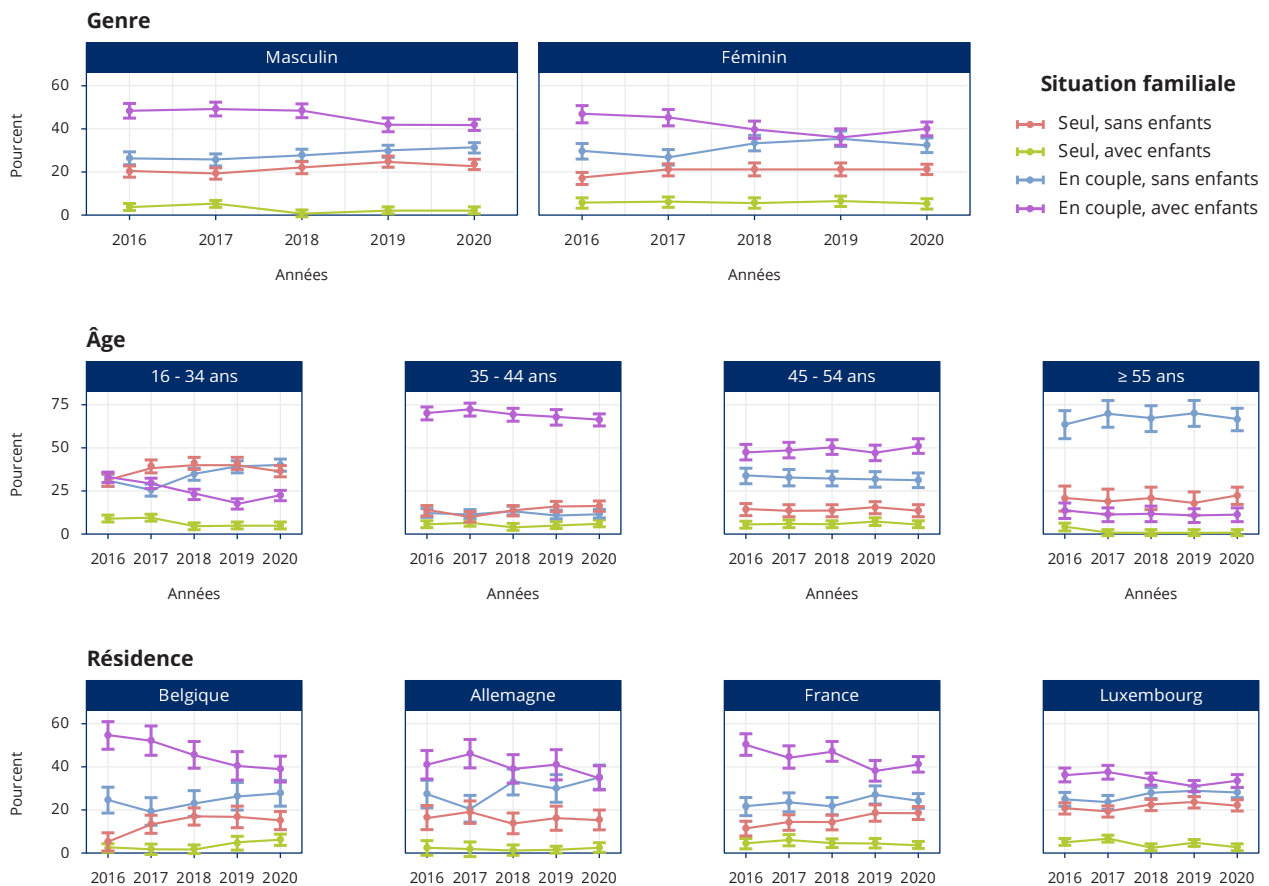 Genre
Masculin
Féminin
Pourcent
60
40
20
0
2016 2017 2018 2019 2020
2016 2017 2018 2019 2020
Années
Années
Situation familiale
Seul, sans enfants
Seul, avec enfants
En couple, sans enfants
En couple, avec enfants
Âge
16 - 34 ans
35 - 44 ans
45 - 54 ans
≥ 55 ans
Pourcent
75
50
25
0
2016 2017 2018 2019 2020
2016 2017 2018 2019 2020
2016 2017 2018 2019 2020
2016 2017 2018 2019 2020
Années
Années
Années
Années
Résidence
Belgique
Allemagne
France
Luxembourg
Pourcent
60
40
20
0
2016 2017 2018 2019 2020
2016 2017 2018 2019 2020
2016 2017 2018 2019 2020
2016 2017 2018 2019 2020